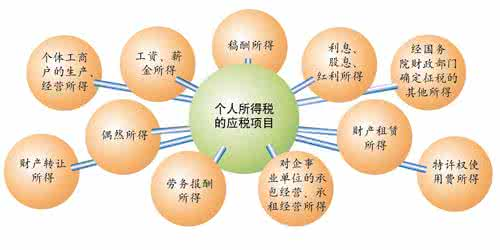 个体工商
户的生产、
经营所得
工资、薪
金所得
稿酬所得
利息、
股息、
红利所得
经国务
院财政部门
确定征税的
其他所得
个人所得税
的应税项目
财产转让
所得
偶然所得
劳务报酬
所得
对企事
业单位的承
包经营、承
租经营所得
财产租赁
所得
特许权使
用费所得